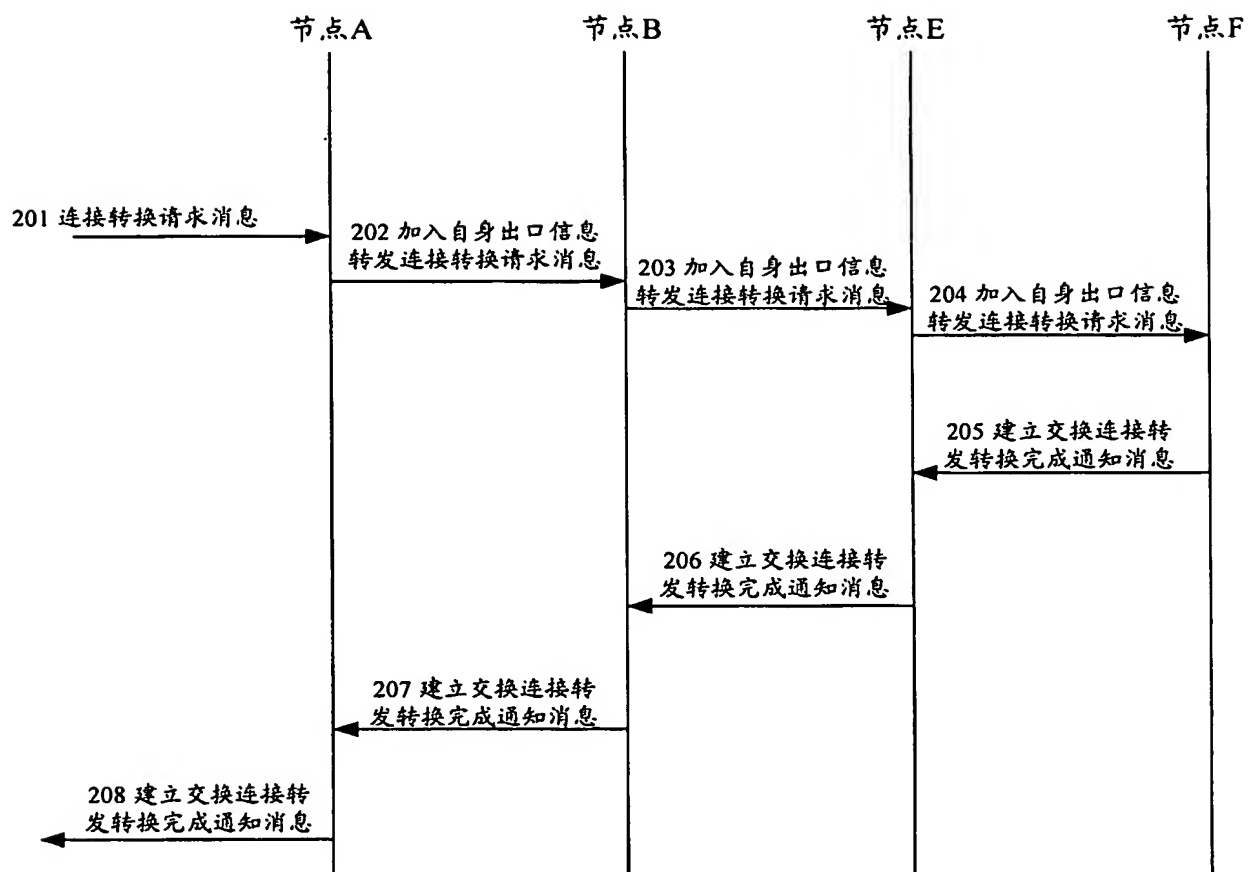 节点A
节点B
节点E
节点F
201 连接转换请求消息
202 加入自身出口信息
转发连接转换请求消息
203 加入自身出口信息
转发连接转换请求消息
204 加入自身出口信息
转发连接转换请求消息
205 建立交换连接转
发转换完成通知消息
206 建立交换连接转
发转换完成通知消息
207 建立交换连接转
发转换完成通知消息
208 建立交换连接转
发转换完成通知消息